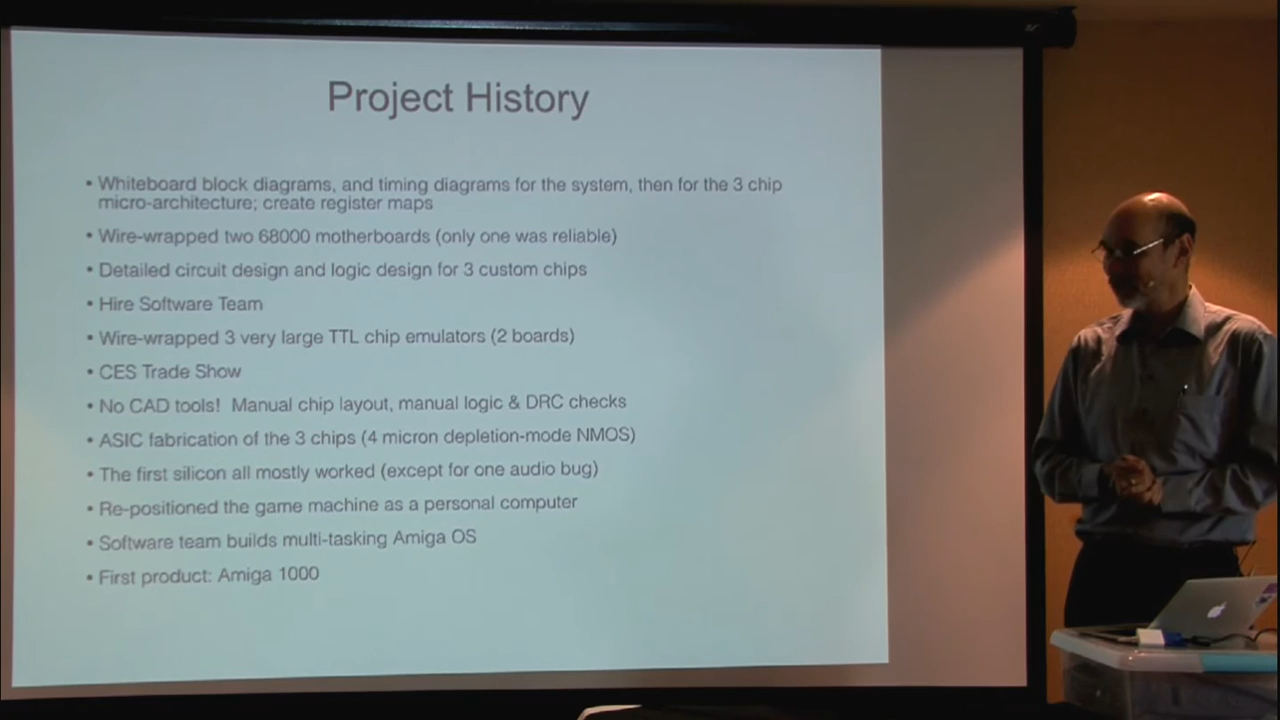 Project History
• Whiteboard block diagrams, and timing diagrams for the system, then for the 3 chip
micro-architecture; create register maps
• Wire-wrapped two 68000 motherboards (only one was reliable)
• Detailed circuit design and logic design for 3 custom chips
• Hire Software Team
• Wire-wrapped 3 very large TTL chip emulators (2 boards)
• CES Trade Show
• No CAD tools! Manual chip layout, manual logic & DRC checks
• ASIC fabrication of the 3 chips (4 micron depletion-mode NMOS)
• The first silicon all mostly worked (except for one audio bug)
• Re-positioned the game machine as a personal computer
• Software team builds multi-tasking Amiga OS
• First product: Amiga 1000